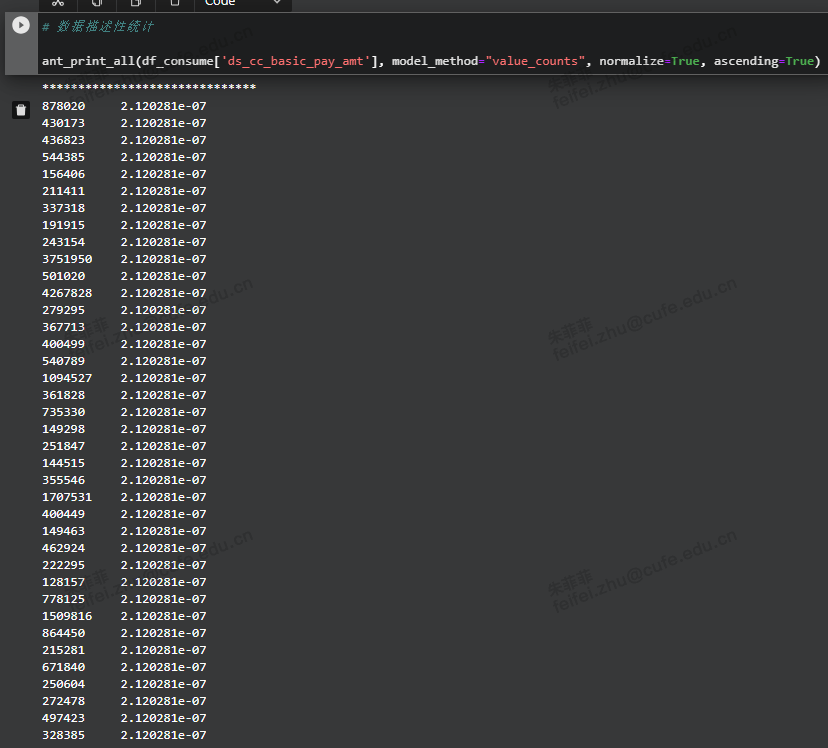 Code
# 数据描述性统计
ant_print_all(df_consume['ds_cc_basic_pay_amt'], model_method="value_counts", normalize=True, ascending=True)
******************************
878020 2.120281e-07
430173 2.120281e-07
436823 2.120281e-07
544385 2.120281e-07
156406 2.120281e-07
211411 2.120281e-07
337318 2.120281e-07
191915 2.120281e-07
243154 2.120281e-07
3751950 2.120281e-07
501020 2.120281e-07
4267828 2.120281e-07
279295 2.120281e-07
367713 2.120281e-07
400499 2.120281e-07
540789 2.120281e-07
1094527 2.120281e-07
361828 2.120281e-07
735330 2.120281e-07
149298 2.120281e-07
251847 2.120281e-07
144515 2.120281e-07
355546 2.120281e-07
1707531 2.120281e-07
400449 2.120281e-07
149463 2.120281e-07
462924 2.120281e-07
222295 2.120281e-07
128157 2.120281e-07
778125 2.120281e-07
1509816 2.120281e-07
864450 2.120281e-07
215281 2.120281e-07
671840 2.120281e-07
250604 2.120281e-07
272478 2.120281e-07
497423 2.120281e-07
328385 2.120281e-07
朱菲菲
feifei.zhu@cufe.edu.cn
朱菲菲
feifei.zhu@cufe.edu.cn